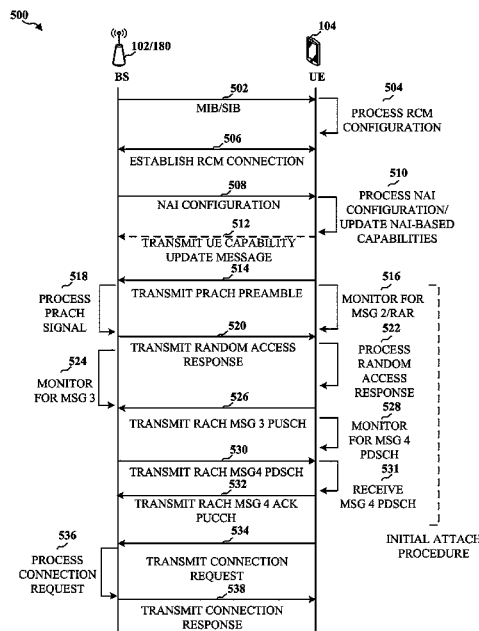 500
102/180
104
BS
UE
502
MIB/SIB
504
PROCESS RCM
CONFIGURATION
506
ESTABLISH RCM CONNECTION
508
NAI CONFIGURATION
510
PROCESS NAI
CONFIGURATION/
UPDATE NAI-BASED
CAPABILITIES
512
TRANSMIT UE CAPABILITY
UPDATE MESSAGE
514
TRANSMIT PRACH PREAMBLE
516
MONITOR FOR
MSG 2/RAR
518
PROCESS
PRACH
SIGNAL
520
TRANSMIT RANDOM ACCESS
RESPONSE
522
PROCESS
RANDOM
ACCESS
RESPONSE
524
MONITOR
FOR MSG 3
526
TRANSMIT RACH MSG 3 PUSCH
528
MONITOR
FOR MSG 4
PDSCH
530
TRANSMIT RACH MSG4 PDSCH
531
RECEIVE
MSG 4 PDSCH
532
TRANSMIT RACH MSG 4 ACK
PUCCH
INITIAL ATTACH
PROCEDURE
534
TRANSMIT CONNECTION
REQUEST
536
PROCESS
CONNECTION
REQUEST
538
TRANSMIT CONNECTION
RESPONSE